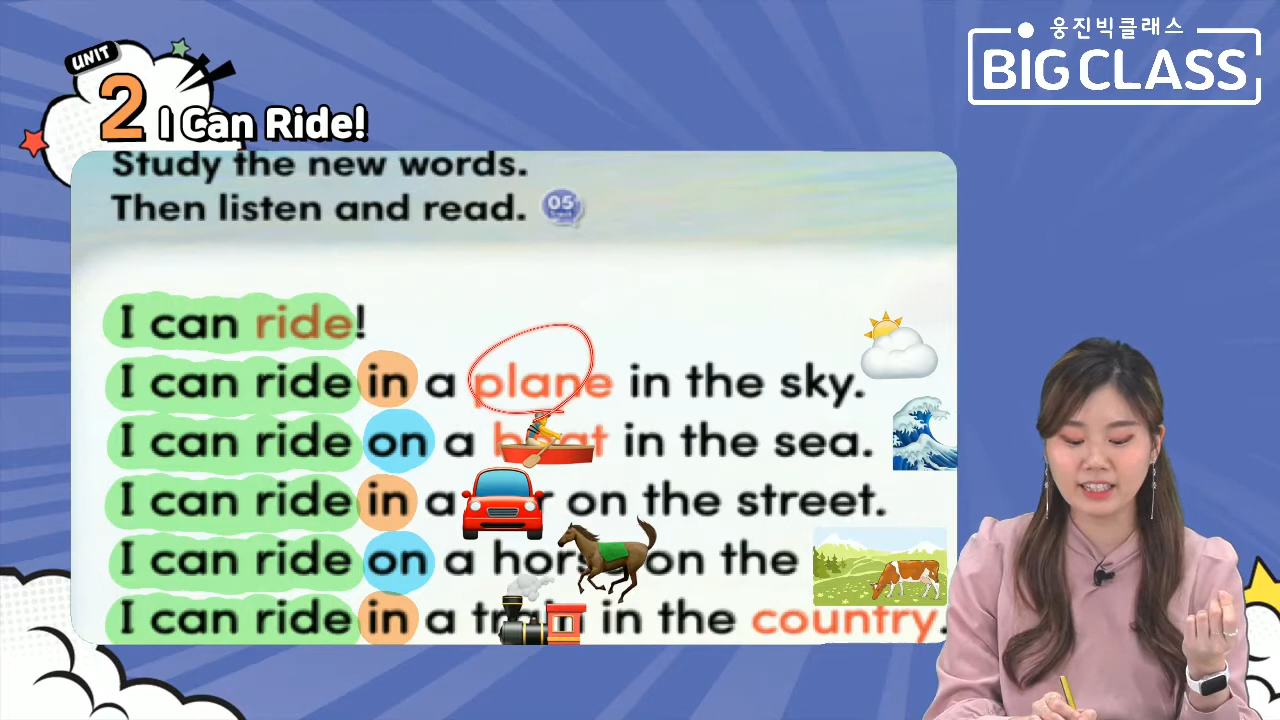 웅진빅클래스
BIG CLASS
UNIT
2 I Can Ride!
Study the new words.
Then listen and read. 05
I can ride!
I can ride in a plane in the sky.
I can ride on a boat in the sea.
I can ride in a on the street.
I can ride on a on the
I can ride in a in the country.